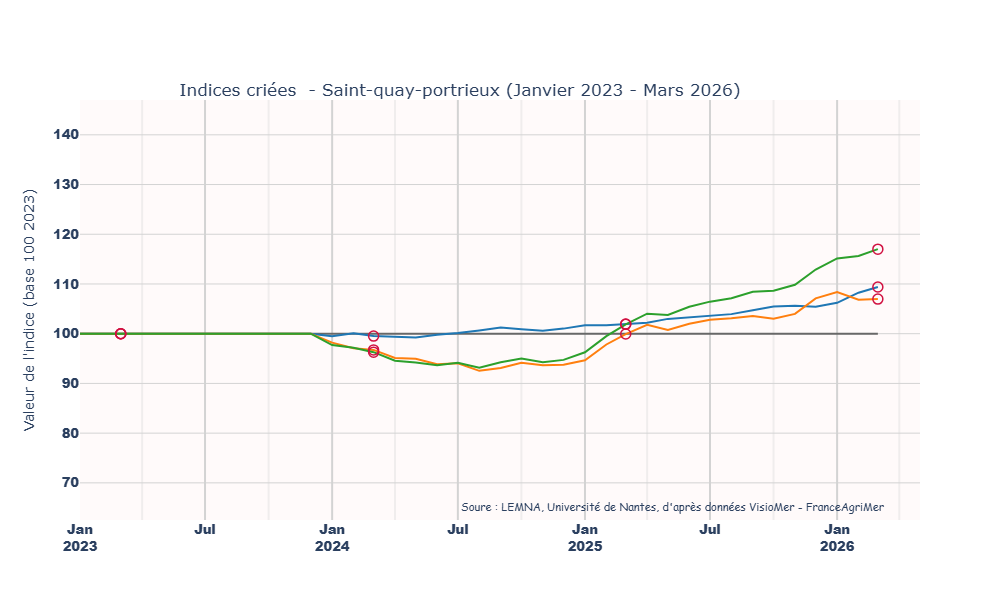 Indices criées  - Saint-quay-portrieux (Janvier 2023 - Mars 2026)
Valeur de l'Indice (base 100 2023)
140
130
120
110
100
90
80
70
Soure : LEMNA, Université de Nantes, d'après données VisioMer - FranceAgriMer
Jan Jul Jan Jul Jan Jul Jan
2023 2024 2025 2026